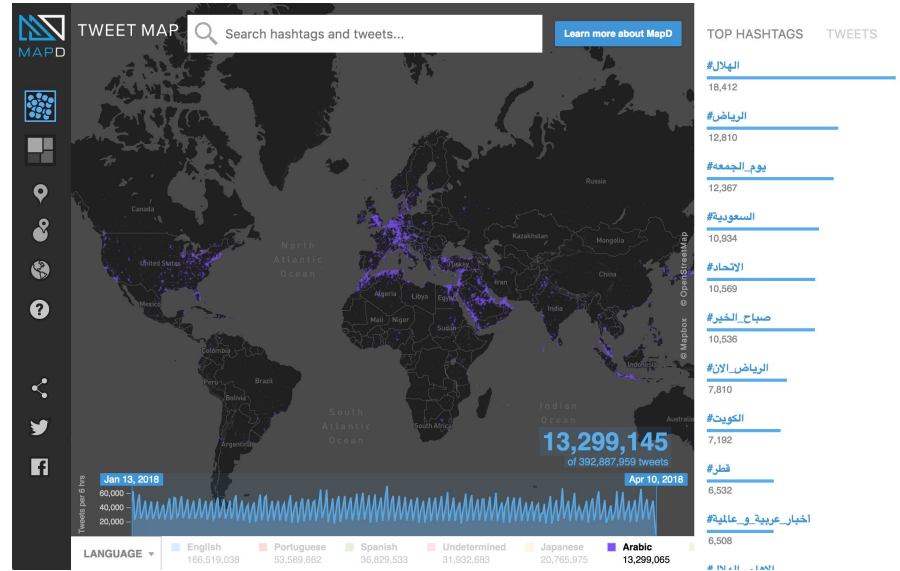 MAPD
TWEET MAP
Search hashtags and tweets...
Learn more about MapD
TOP HASHTAGS
TWEETS
#الهلال
18,412
#الرياض
12,810
#يوم_الجمعه
12,367
#السعودية
10,934
#الاتحاد
10,569
#صباح_الخير
10,536
#الرياض_الان
7,810
#الكويت
7,192
#قطر
6,532
#أخبار_عربية_و_عالمية
6,508
Russia
Canada
Kazakhstan
Mongolia
North
Atlantic
Ocean
United States
Turkey
China
Iran
Algeria
Libya
Egypt
Mexico
India
Mali
Niger
Sudan
Colombia
Indonesia
Peru
Brazil
Bolivia
South
Atlantic
Ocean
Indian
Ocean
Australia
South Africa
Argentina
© Mapbox © OpenStreetMap
13,299,145
of 392,887,959 tweets
Jan 13, 2018
Apr 10, 2018
Tweets per 6 hrs
60,000
40,000
20,000
LANGUAGE
English
166,519,038
Portuguese
53,589,662
Spanish
36,829,533
Undetermined
31,932,683
Japanese
20,765,975
Arabic
13,299,065